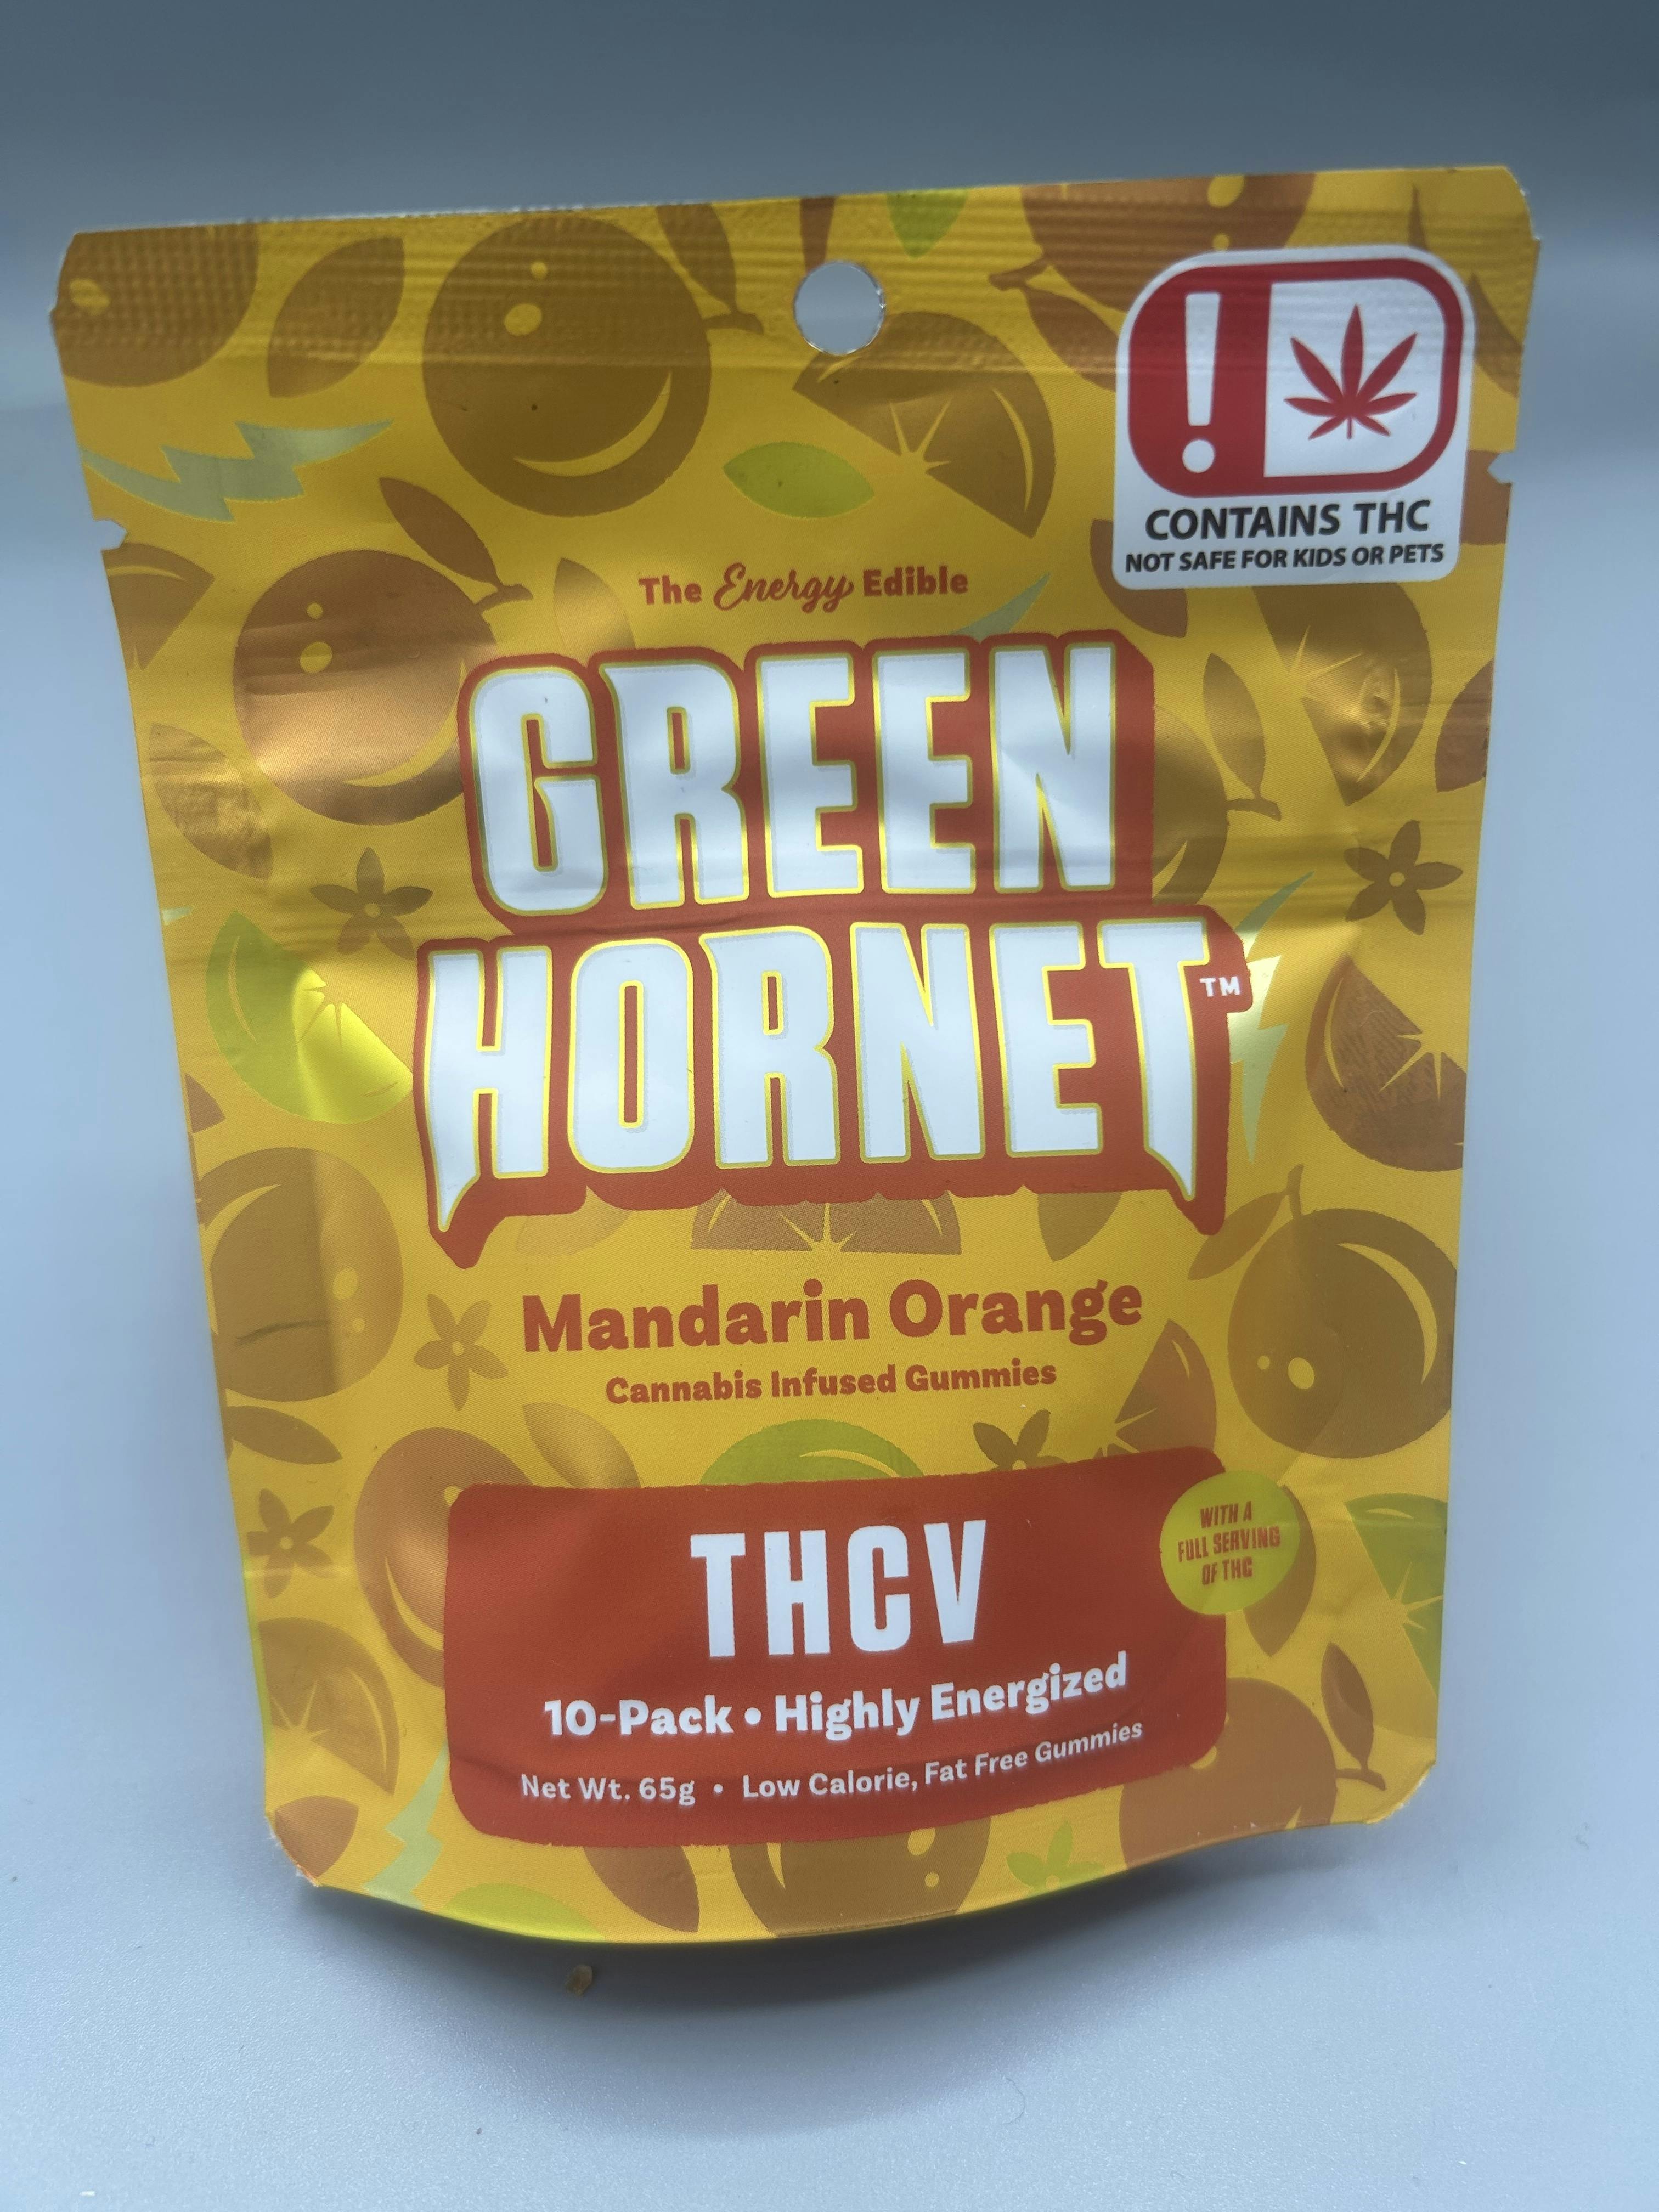 !
CONTAINS THC
NOT SAFE FOR KIDS OR PETS
The Energy Edible
GREEN
HORNET™
Mandarin Orange
Cannabis Infused Gummies
THCV
WITH A
FULL SERVING
OF THC
10-Pack • Highly Energized
Net Wt. 65g • Low Calorie, Fat Free Gummies